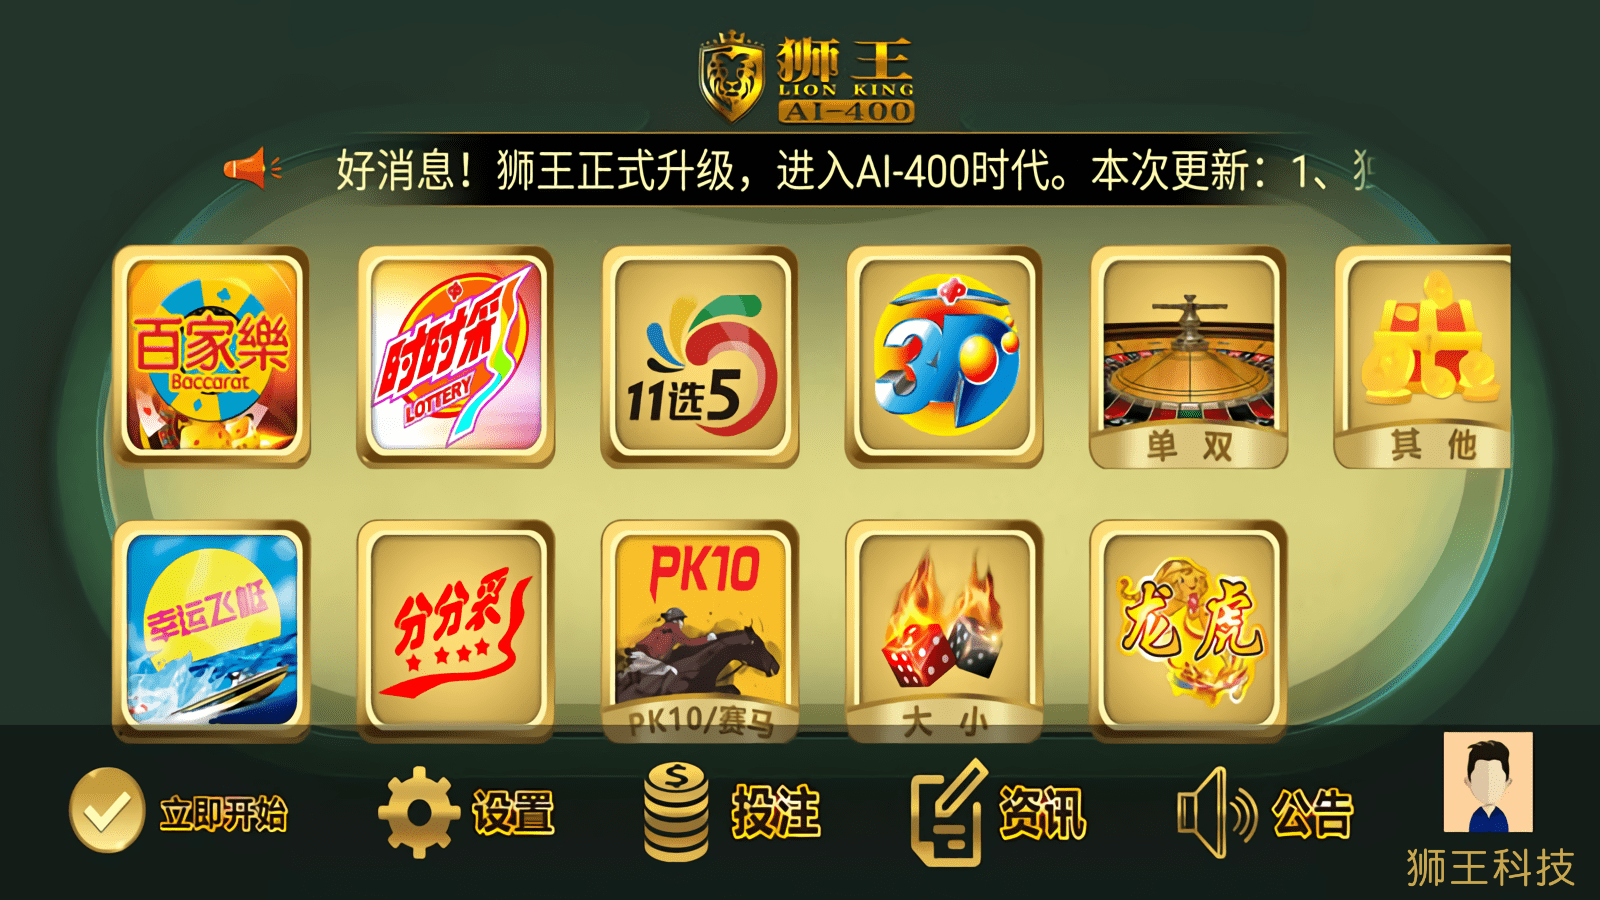 狮王
LION KING
AI-400
好消息！狮王正式升级，进入AI-400时代。本次更新：1、
百家樂
Baccarat
时时彩
LOTTERY
11选5
3D
单双
其他
幸运飞艇
分分彩
PK10
PK10/赛马
大小
龙虎
立即开始
设置
投注
资讯
公告
狮王科技